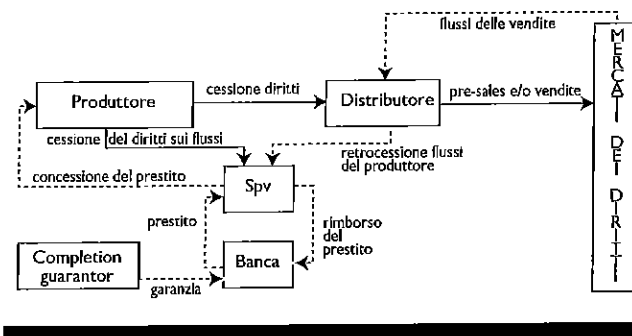 flussi delle vendite
MERCATI DEI DIRITTI
Produttore
cessione diritti
Distributore
pre-sales e/o vendite
cessione dei diritti sui flussi
retrocessione flussi
del produttore
concessione del prestito
Spv
prestito
rimborso
del
prestito
Completion
guarantor
Banca
garanzia